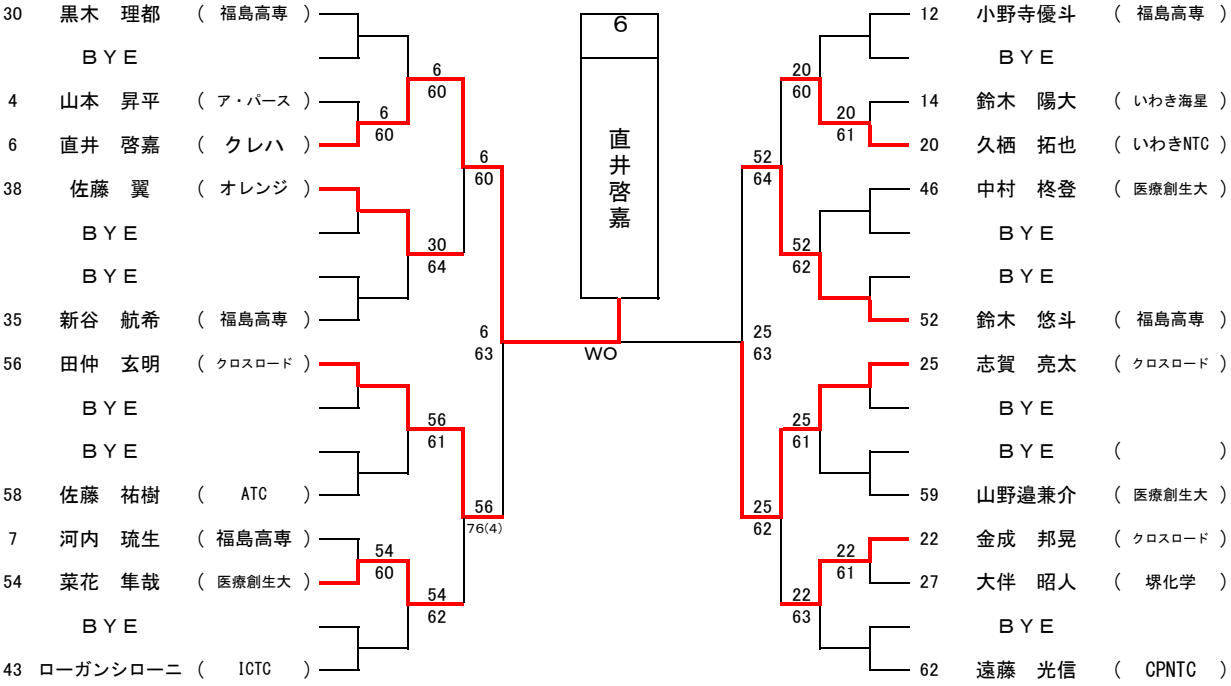 30 黒木 理都 ( 福島高専 )
BYE
4 山本 昇平 ( ア・パース )
6 直井 啓嘉 ( クレハ )
38 佐藤 翼 ( オレンジ )
BYE
BYE
35 新谷 航希 ( 福島高専 )
56 田仲 玄明 ( クロスロード )
BYE
BYE
58 佐藤 祐樹 ( ATC )
7 河内 琉生 ( 福島高専 )
54 菜花 隼哉 ( 医療創生大 )
BYE
43 ローガンシローニ ( ICTC )
6
60
6
60
30
64
56
61
54
60
54
62
6
60
56
76(4)
6
63
6
直井啓嘉
WO
25
63
52
64
25
62
20
60
20
61
52
62
25
61
22
61
22
63
12 小野寺優斗 ( 福島高専 )
BYE
14 鈴木 陽大 ( いわき海星 )
20 久栖 拓也 ( いわきNTC )
46 中村 柊登 ( 医療創生大 )
BYE
BYE
52 鈴木 悠斗 ( 福島高専 )
25 志賀 亮太 ( クロスロード )
BYE
BYE ( )
59 山野邉兼介 ( 医療創生大 )
22 金成 邦晃 ( クロスロード )
27 大伴 昭人 ( 堺化学 )
BYE
62 遠藤 光信 ( CPNTC )